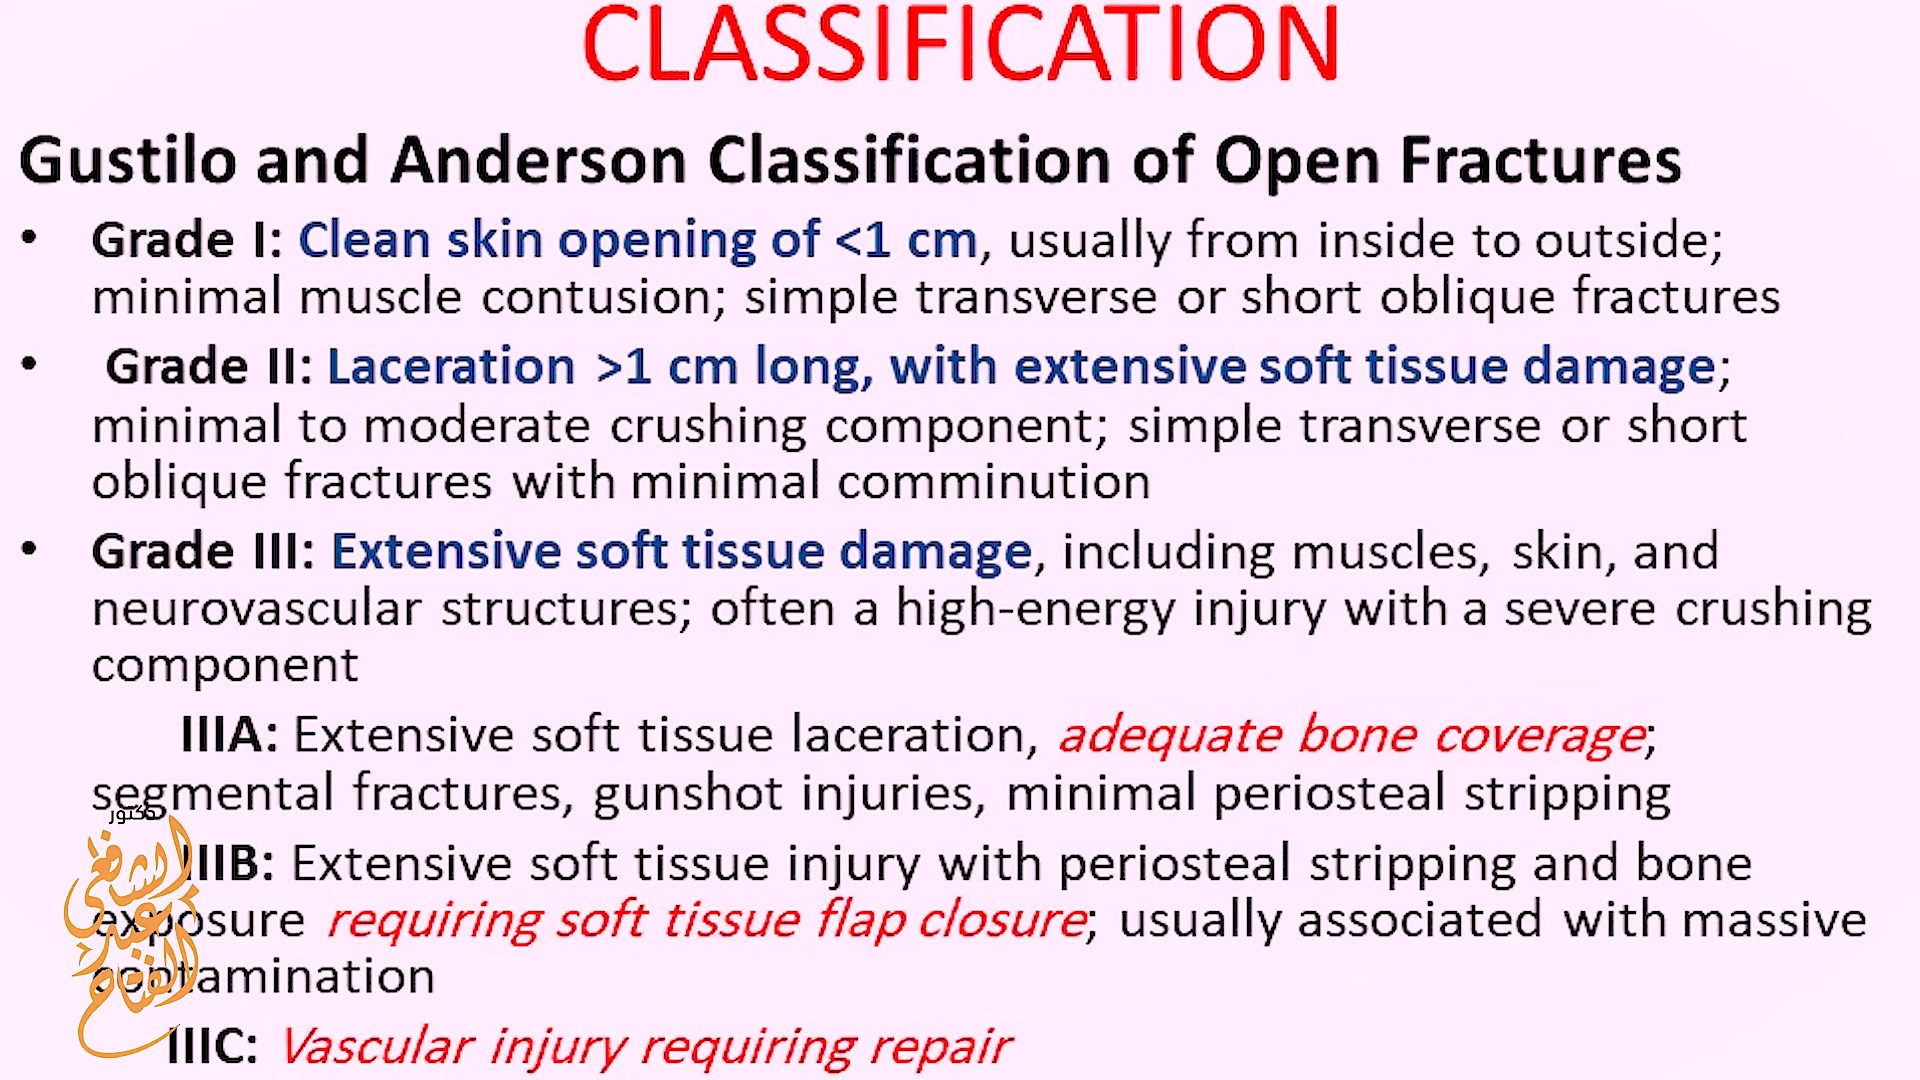 CLASSIFICATION
Gustilo and Anderson Classification of Open Fractures
• Grade I: Clean skin opening of <1 cm, usually from inside to outside;
minimal muscle contusion; simple transverse or short oblique fractures
• Grade II: Laceration >1 cm long, with extensive soft tissue damage;
minimal to moderate crushing component; simple transverse or short
oblique fractures with minimal comminution
• Grade III: Extensive soft tissue damage, including muscles, skin, and
neurovascular structures; often a high-energy injury with a severe crushing
component
IIIA: Extensive soft tissue laceration, adequate bone coverage;
segmental fractures, gunshot injuries, minimal periosteal stripping
دكتور
الشافعي
عبد
الفتاح
IIIB: Extensive soft tissue injury with periosteal stripping and bone
exposure requiring soft tissue flap closure; usually associated with massive
contamination
IIIC: Vascular injury requiring repair